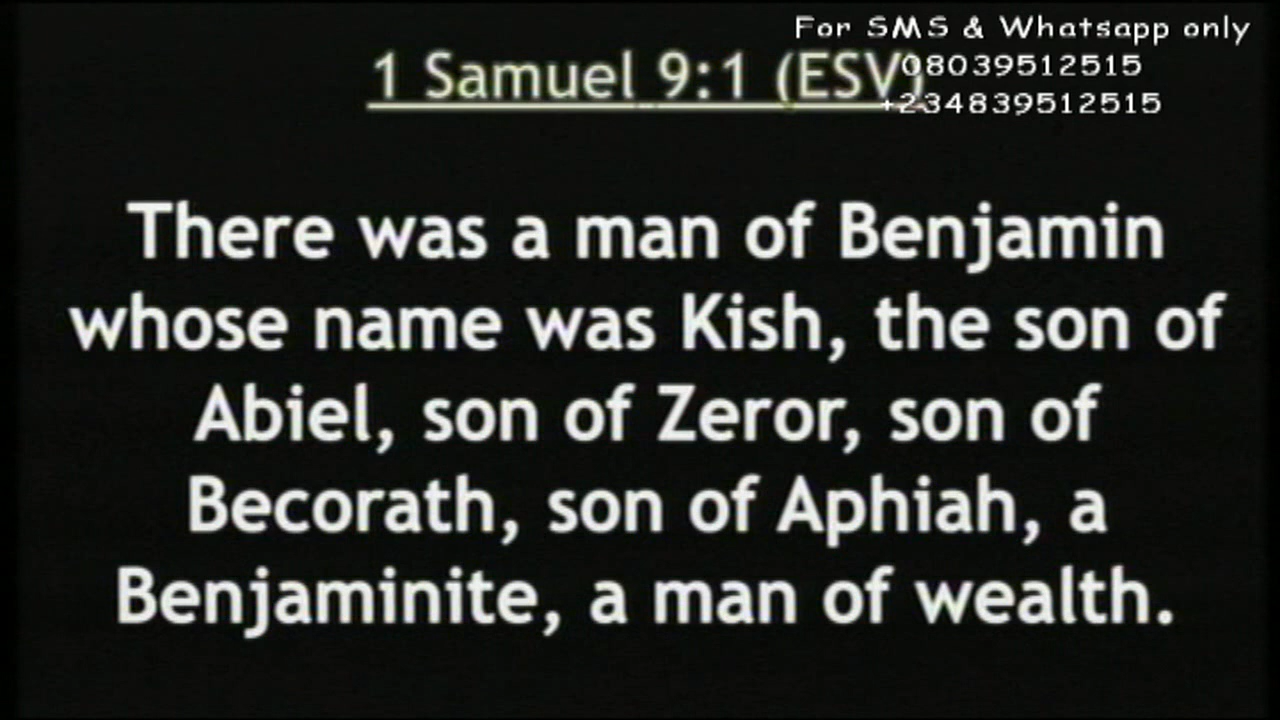 For SMS & Whatsapp only
1 Samuel 9:1 (ESV)
08039512515
+234839512515
There was a man of Benjamin
whose name was Kish, the son of
Abiel, son of Zeror, son of
Becorath, son of Aphiah, a
Benjaminite, a man of wealth.